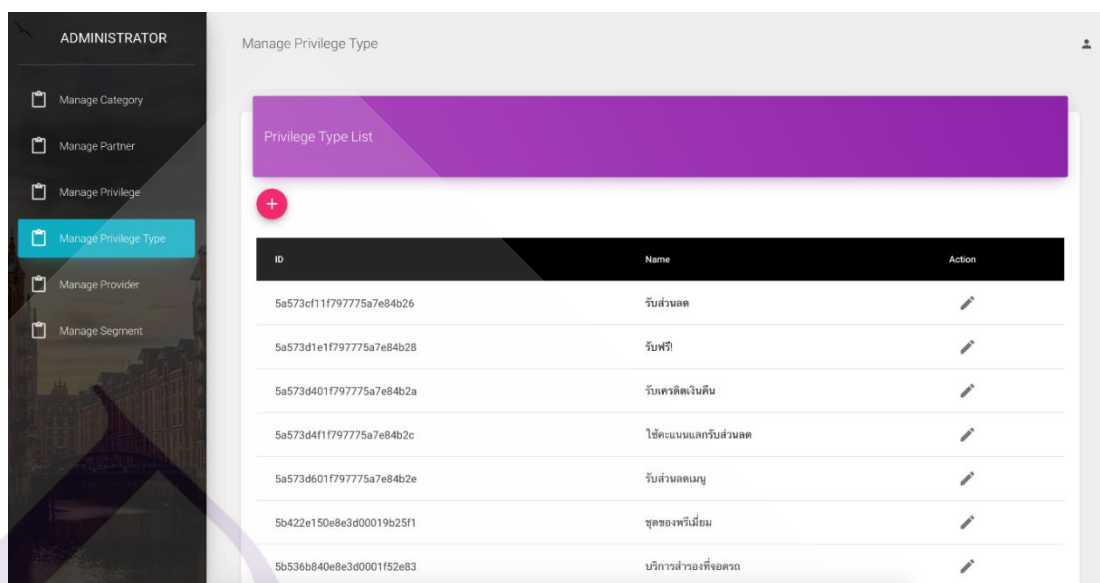 ADMINISTRATOR
Manage Privilege Type
Manage Category
Manage Partner
Manage Privilege
Manage Privilege Type
Manage Provider
Manage Segment
Privilege Type List
+
ID Name Action
5a573cf11f797775a7e84b26 รับส่วนลด
5a573d1e1f797775a7e84b28 รับฟรี!
5a573d401f797775a7e84b2a รับเครดิตเงินคืน
5a573d4f1f797775a7e84b2c ใช้คะแนนแลกรับส่วนลด
5a573d601f797775a7e84b2e รับส่วนลดเมนู
5b422e150e8e3d00019b25f1 ชุดของพรีเมี่ยม
5b536b840e8e3d0001f52e83 บริการสำรองที่จอดรถ